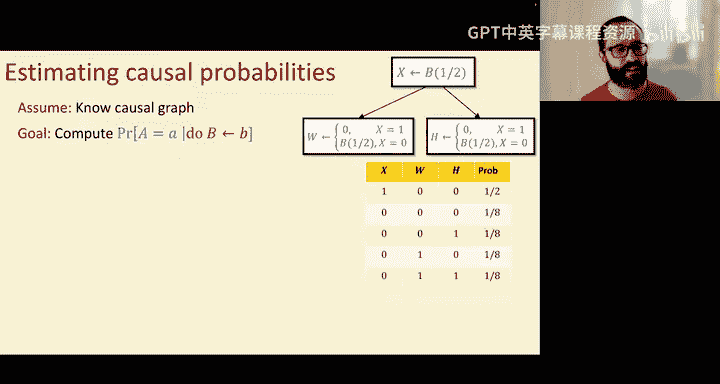 GPT中英字幕课程资源
bilibili
Estimating causal probabilities
Assume: Know causal graph
Goal: Compute Pr[A = a |do B ← b]
X ← B(1/2)
W ← { 0, X = 1
B(1/2), X = 0
H ← { 0, X = 1
B(1/2), X = 0
X W H Prob
1 0 0 1/2
0 0 0 1/8
0 0 1 1/8
0 1 0 1/8
0 1 1 1/8